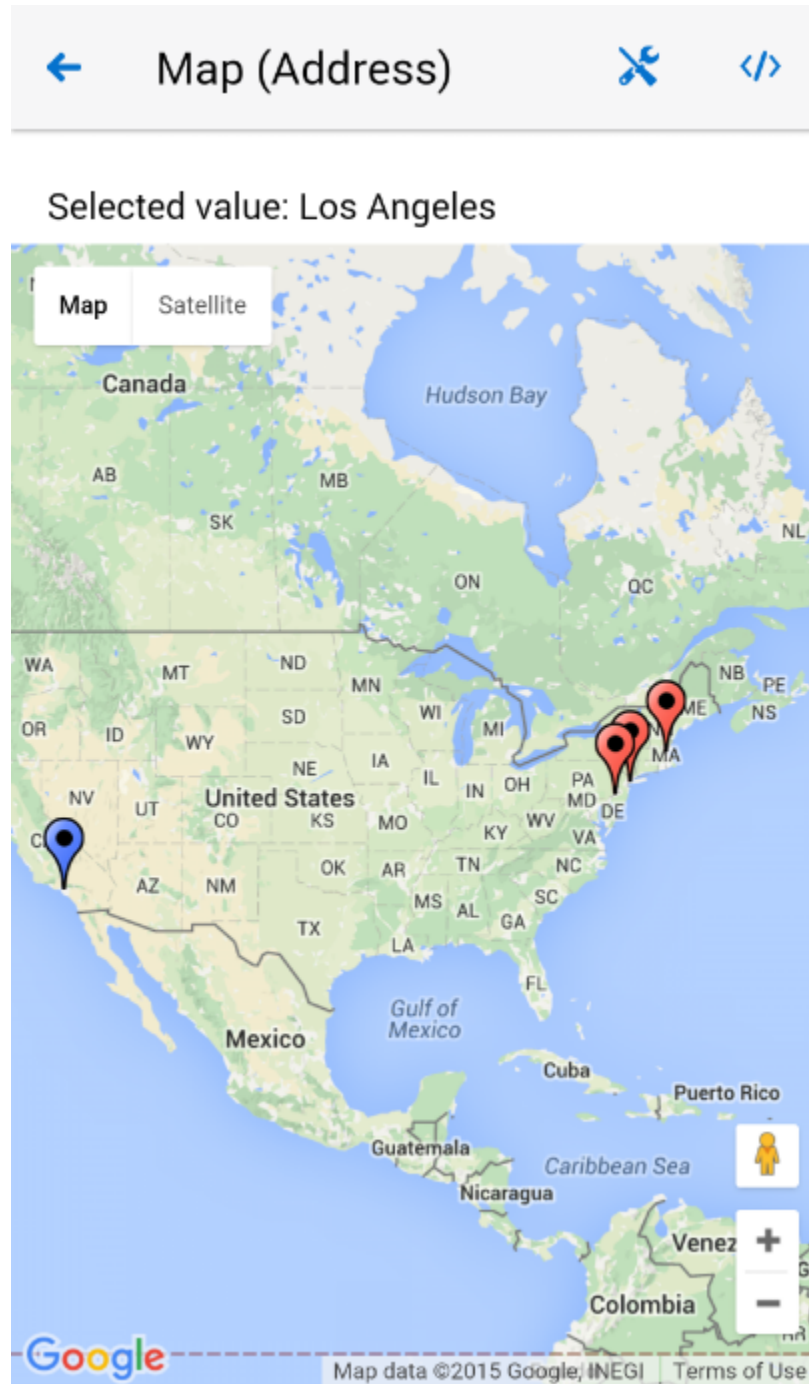 Map (Address)
</>
Selected value: Los Angeles
Map Satellite
Canada
Hudson Bay
AB
MB
SK
NL
ON
QC
WA
MT
ND
NB
PE
MN
ME
NS
OR
ID
SD
WI
MI
WY
MA
NE
IA
IL
IN
OH
PA
NV
UT
United States
MD
DE
CO
KS
MO
KY
WV
VA
OK
AR
TN
NC
AZ
NM
MS
AL
SC
GA
TX
LA
FL
Gulf of
Mexico
Mexico
Cuba
Puerto Rico
Guatemala
Caribbean Sea
Nicaragua
Venez
+
Colombia
−
Google
Map data ©2015 Google, INEGI Terms of Use